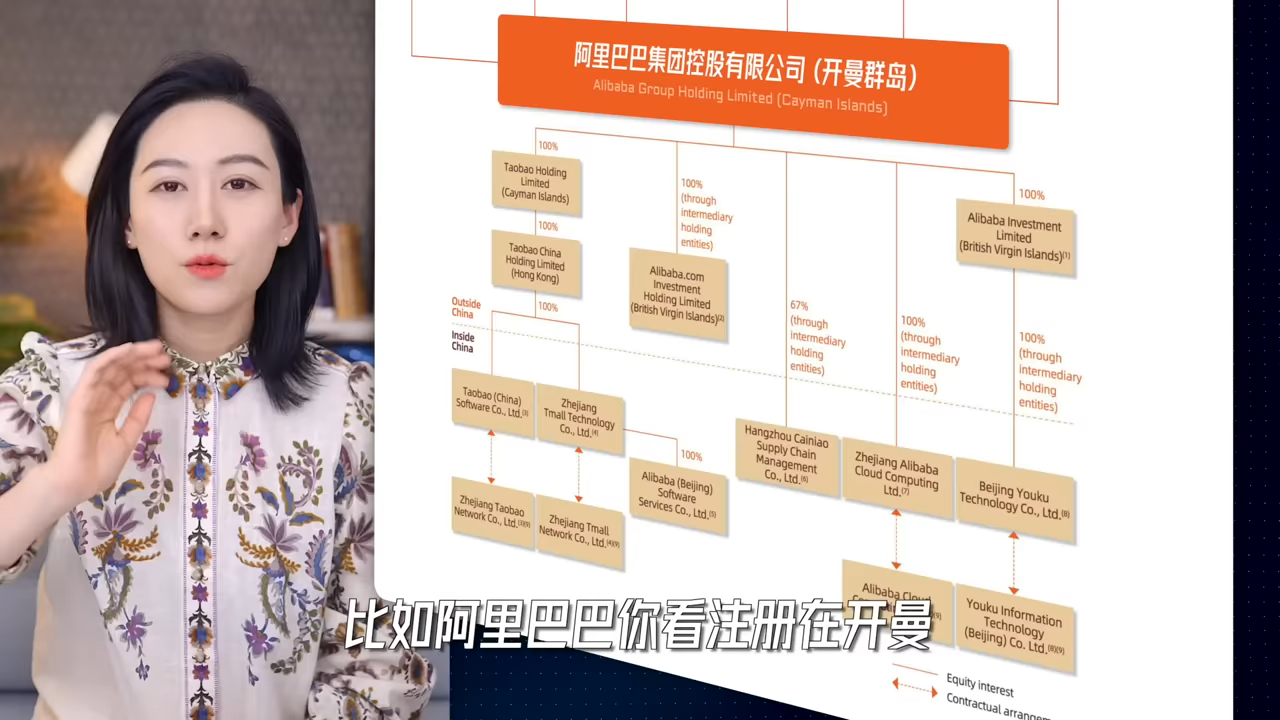 阿里巴巴集团控股有限公司（开曼群岛）
Alibaba Group Holding Limited (Cayman Islands)
100%
Taobao Holding
Limited
(Cayman Islands)
100%
Taobao China
Holding Limited
(Hong Kong)
100%
100%
(through
intermediary
holding
entities)
Alibaba.com
Investment
Holding Limited
(British Virgin Islands)(2)
67%
(through
intermediary
holding
entities)
100%
(through
intermediary
holding
entities)
100%
Alibaba Investment
Limited
(British Virgin Islands)(1)
100%
(through
intermediary
holding
entities)
Outside
China
Inside
China
Taobao (China)
Software Co., Ltd.(3)
Zhejiang
Tmall Technology
Co., Ltd.(4)
100%
Alibaba (Beijing)
Software
Services Co., Ltd.(5)
Hangzhou Cainiao
Supply Chain
Management
Co., Ltd.(6)
Zhejiang Alibaba
Cloud Computing
Ltd.(7)
Beijing Youku
Technology Co., Ltd.(8)
Zhejiang Taobao
Network Co., Ltd.(3)(9)
Zhejiang Tmall
Network Co., Ltd.(4)(9)
Alibaba Cloud
Youku Information
Technology
(Beijing) Co. Ltd.(8)(9)
比如阿里巴巴你看注册在开曼
Equity interest
Contractual